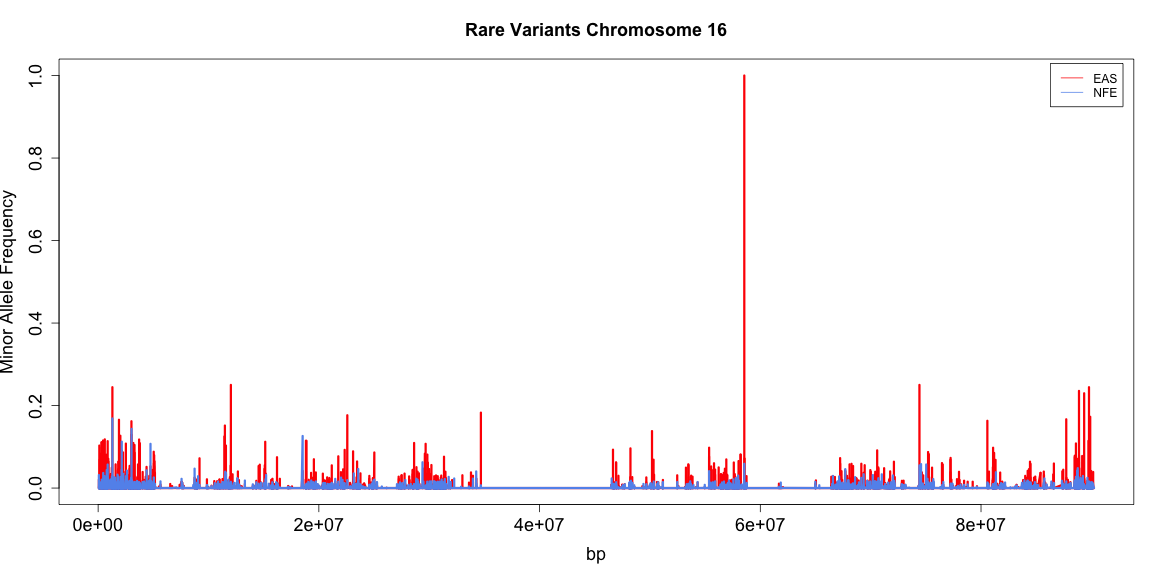 Rare Variants Chromosome 16
EAS
NFE
Minor Allele Frequency
1.0
0.8
0.6
0.4
0.2
0.0
0e+00 2e+07 4e+07 6e+07 8e+07
bp